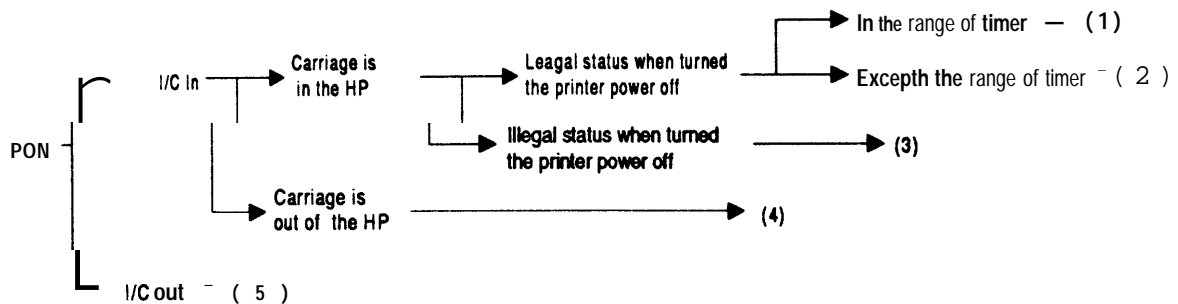 In the range of timer — (1)
I/C In
Carriage is
in the HP
Leagal status when turned
the printer power off
Excepth the range of timer - ( 2 )
PON
Illegal status when turned
the printer power off
(3)
Carriage is
out of the HP
(4)
I/C out - ( 5 )